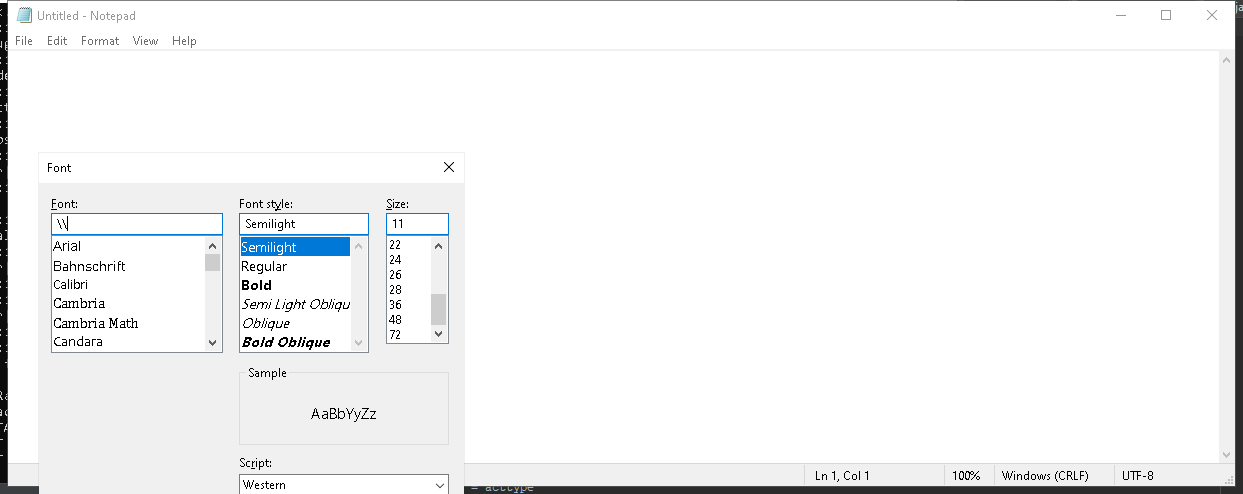 Untitled - Notepad
File Edit Format View Help
Font
Font: Font style: Size:
\\ Semilight 11
Arial Semilight 22
Bahnschrift Regular 24
Calibri Bold 26
Cambria Semi Light Obliqu 28
Cambria Math Oblique 36
Candara Bold Oblique 48
72
Sample
AaBbYyZz
Script:
Western
Ln 1, Col 1 100% Windows (CRLF) UTF-8
= acctype